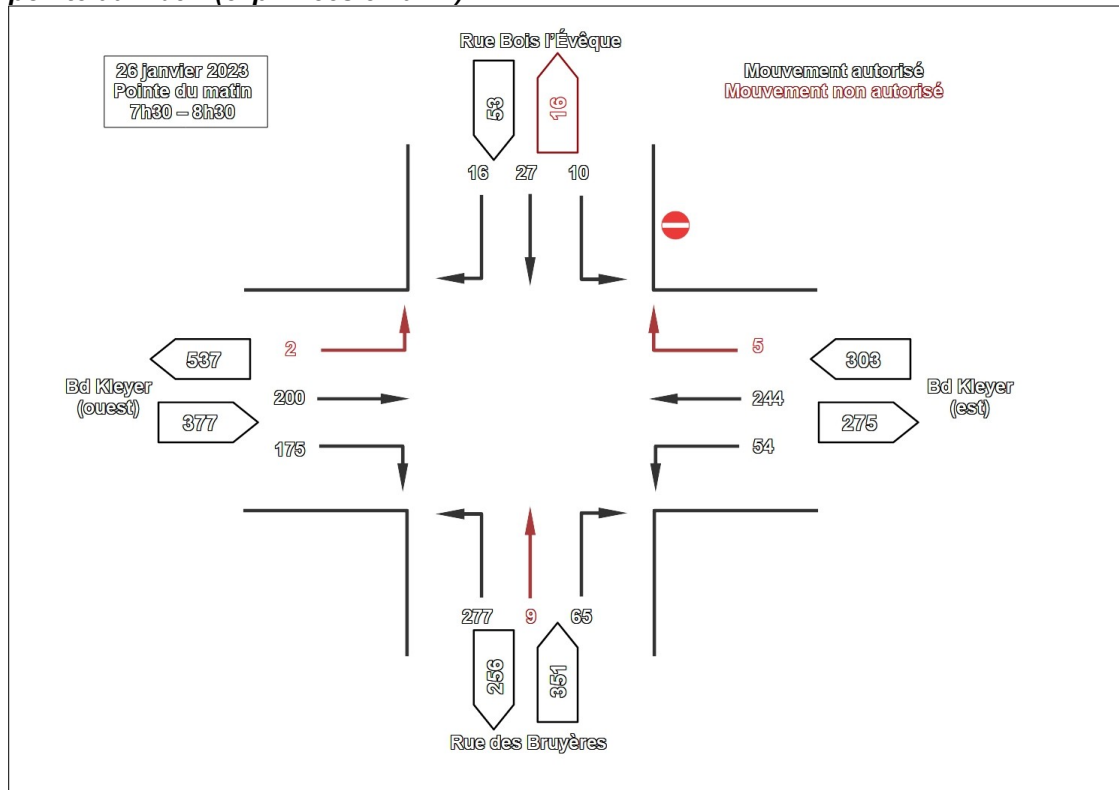 Rue Bois l'Évêque
26 janvier 2023
Pointe du matin
7h30 – 8h30
Mouvement autorisé
Mouvement non autorisé
53
16
16
27
10
2
5
537
303
Bd Kleyer
(ouest)
200
244
Bd Kleyer
(est)
377
275
175
54
277
9
65
256
351
Rue des Bruyères